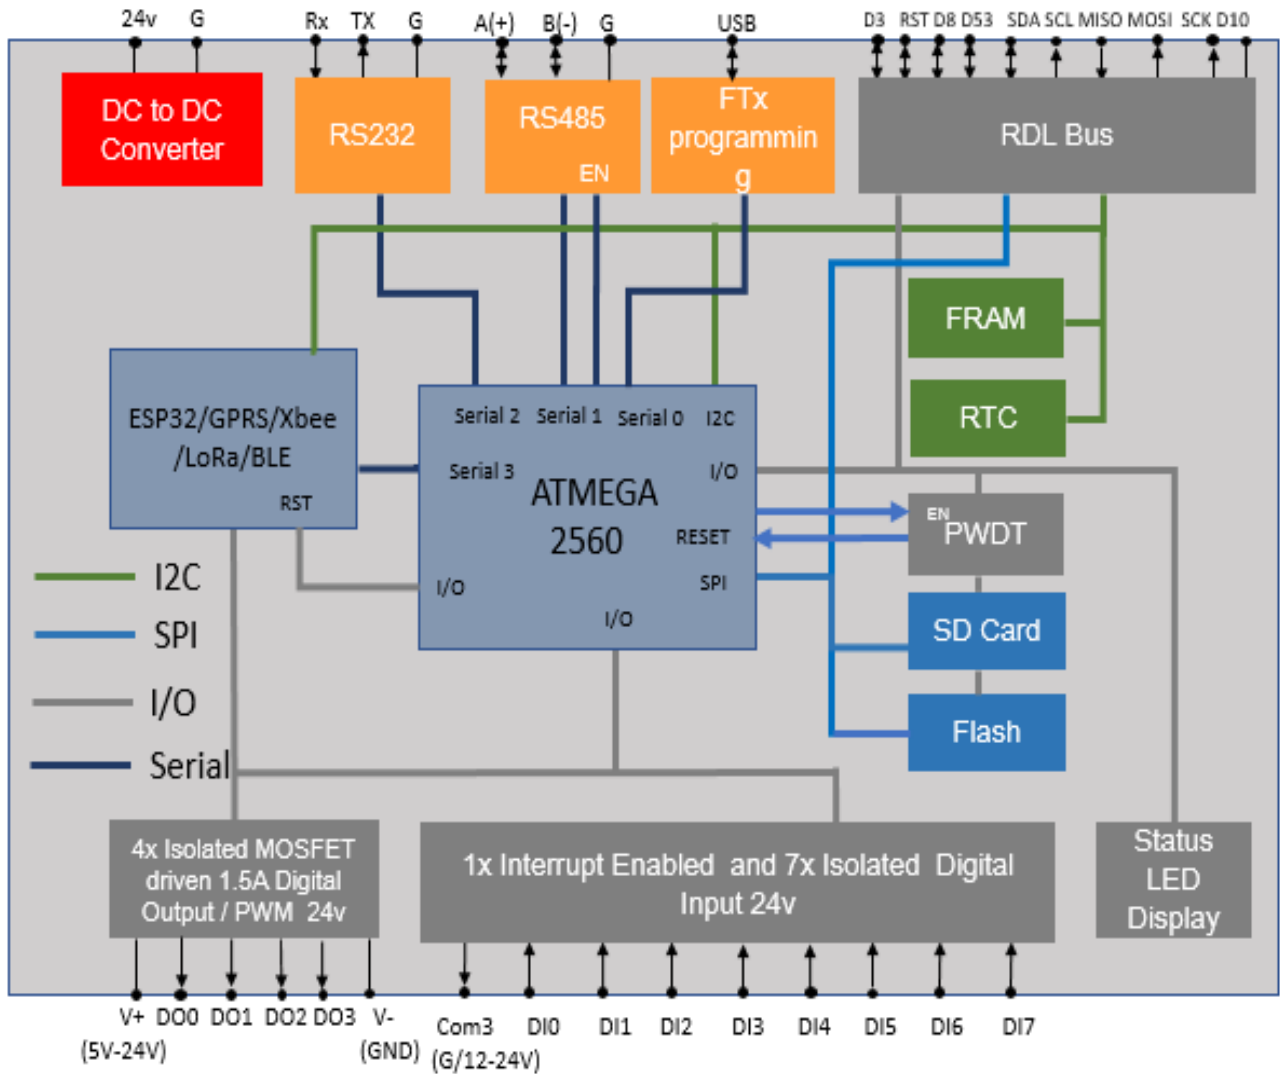 24v G Rx TX G A(+) B(-) G USB D3 RST D8 D53 SDA SCL MISO MOSI SCK D10
DC to DC
Converter
RS232
RS485
EN
FTx
programmin
g
RDL Bus
FRAM
RTC
ESP32/GPRS/Xbee
/LoRa/BLE
RST
Serial 2 Serial 1 Serial 0 I2C
Serial 3
I/O
ATMEGA
2560
RESET
SPI
I/O
I/O
EN
PWDT
SD Card
Flash
I2C
SPI
I/O
Serial
4x Isolated MOSFET
driven 1.5A Digital
Output / PWM 24v
1x Interrupt Enabled and 7x Isolated Digital
Input 24v
Status
LED
Display
V+ DO0 DO1 DO2 DO3 V-
(5V-24V) (GND)
Com3 DI0 DI1 DI2 DI3 DI4 DI5 DI6 DI7
(G/12-24V)